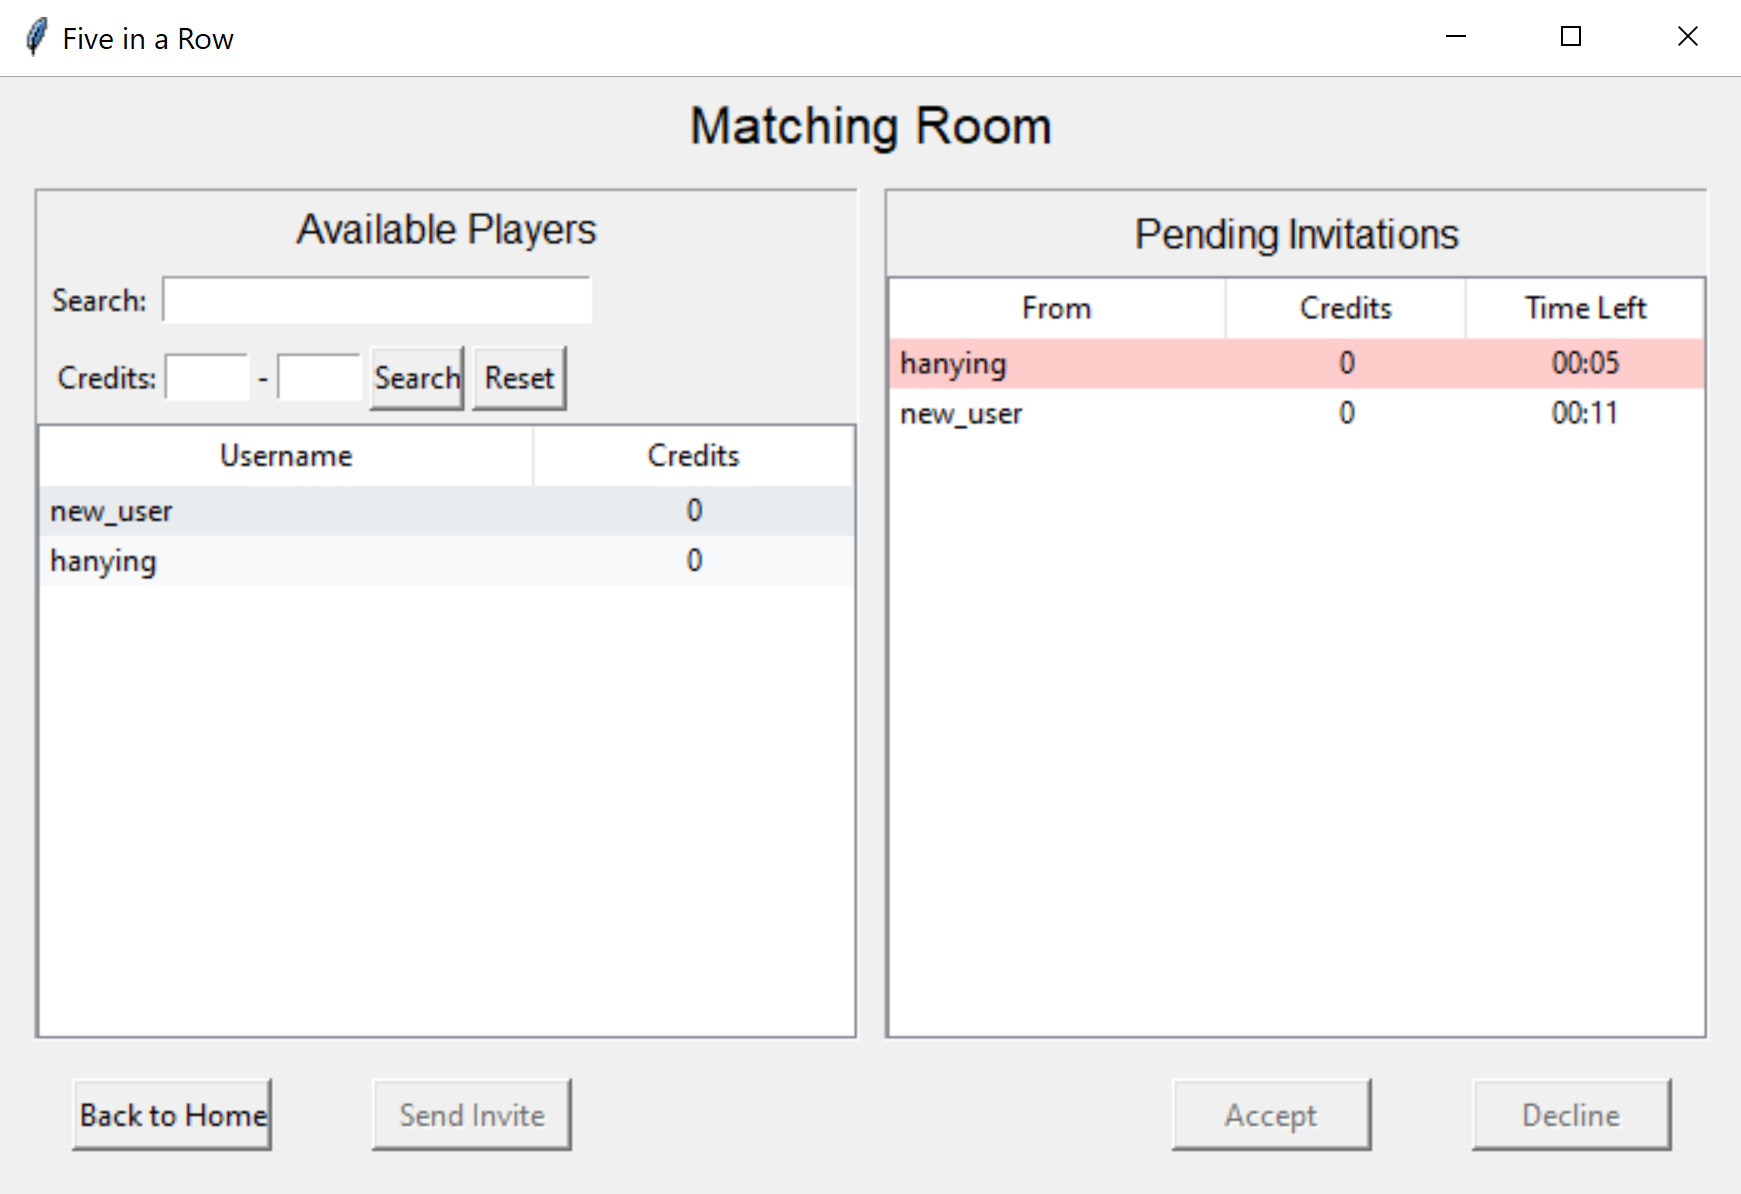 Five in a Row
Matching Room
Available Players
Search:
Credits: - Search Reset
Username Credits
new_user 0
hanying 0
Pending Invitations
From Credits Time Left
hanying 0 00:05
new_user 0 00:11
Back to Home Send Invite Accept Decline